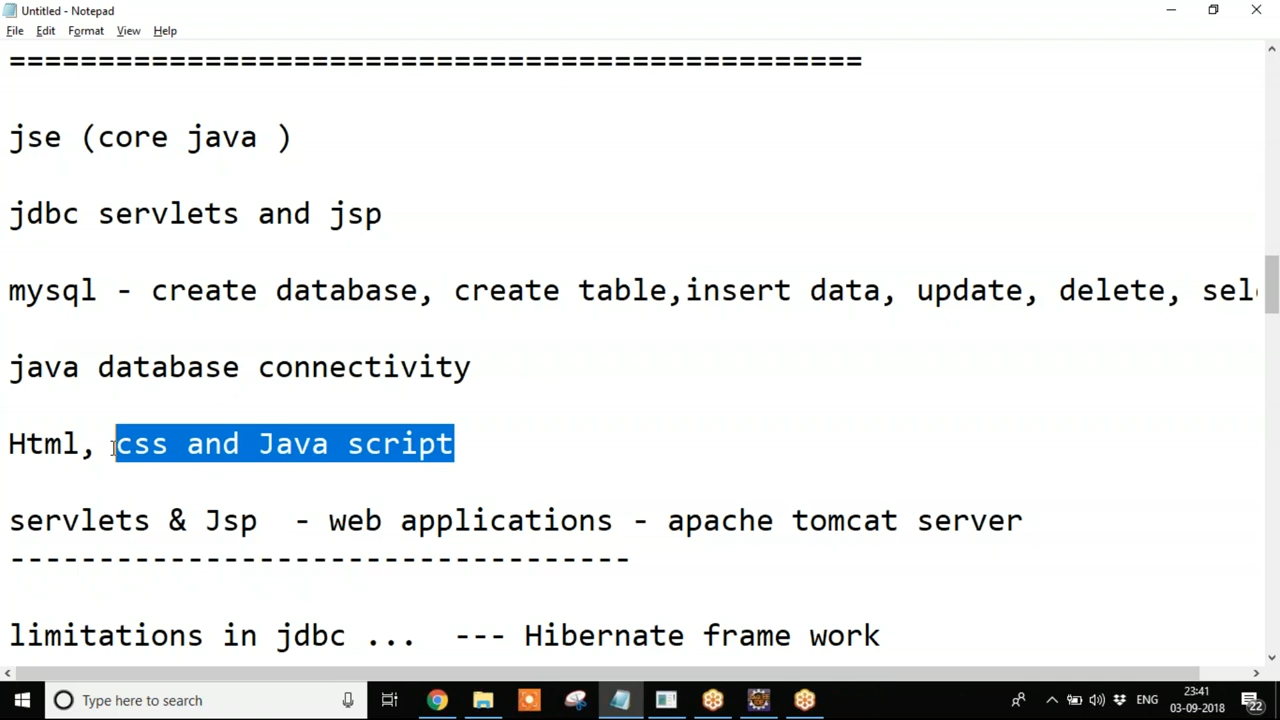 Untitled - Notepad
File Edit Format View Help
================================================
jse (core java )
jdbc servlets and jsp
mysql - create database, create table,insert data, update, delete, sel
java database connectivity
Html, css and Java script
servlets & Jsp  - web applications - apache tomcat server
-----------------------------------
limitations in jdbc ...  --- Hibernate frame work
Type here to search
ENG
23:41
03-09-2018
22